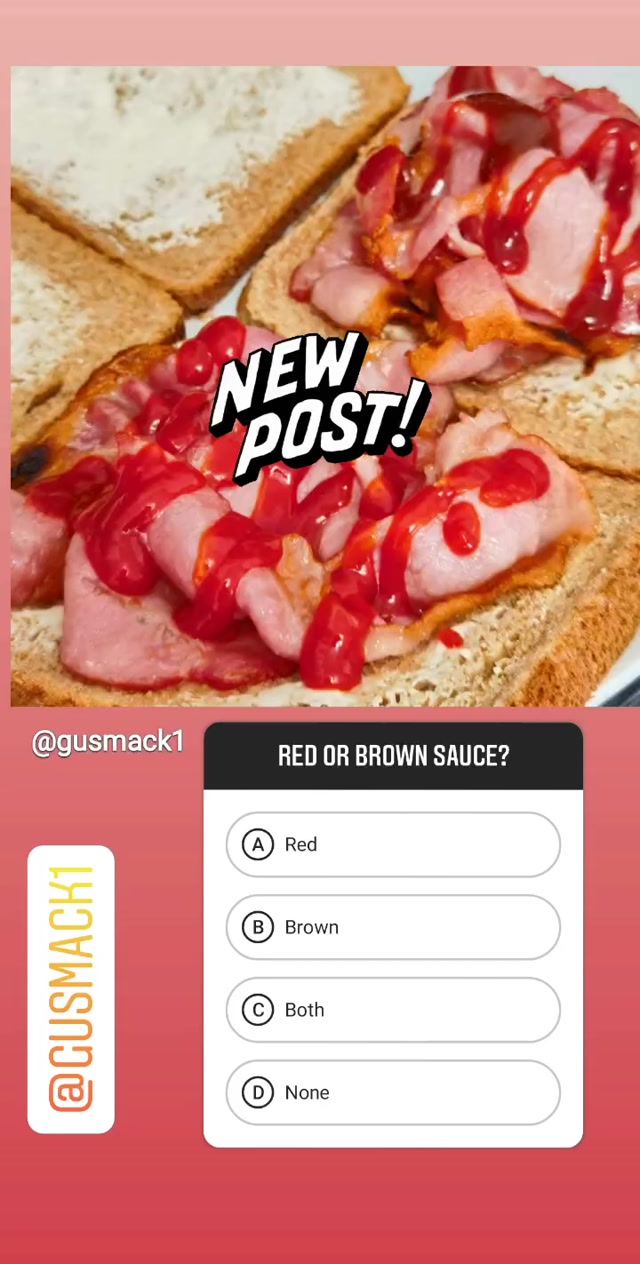 NEW
POST!
@gusmack1
RED OR BROWN SAUCE?
@GUSMACK1
A Red
B Brown
C Both
D None